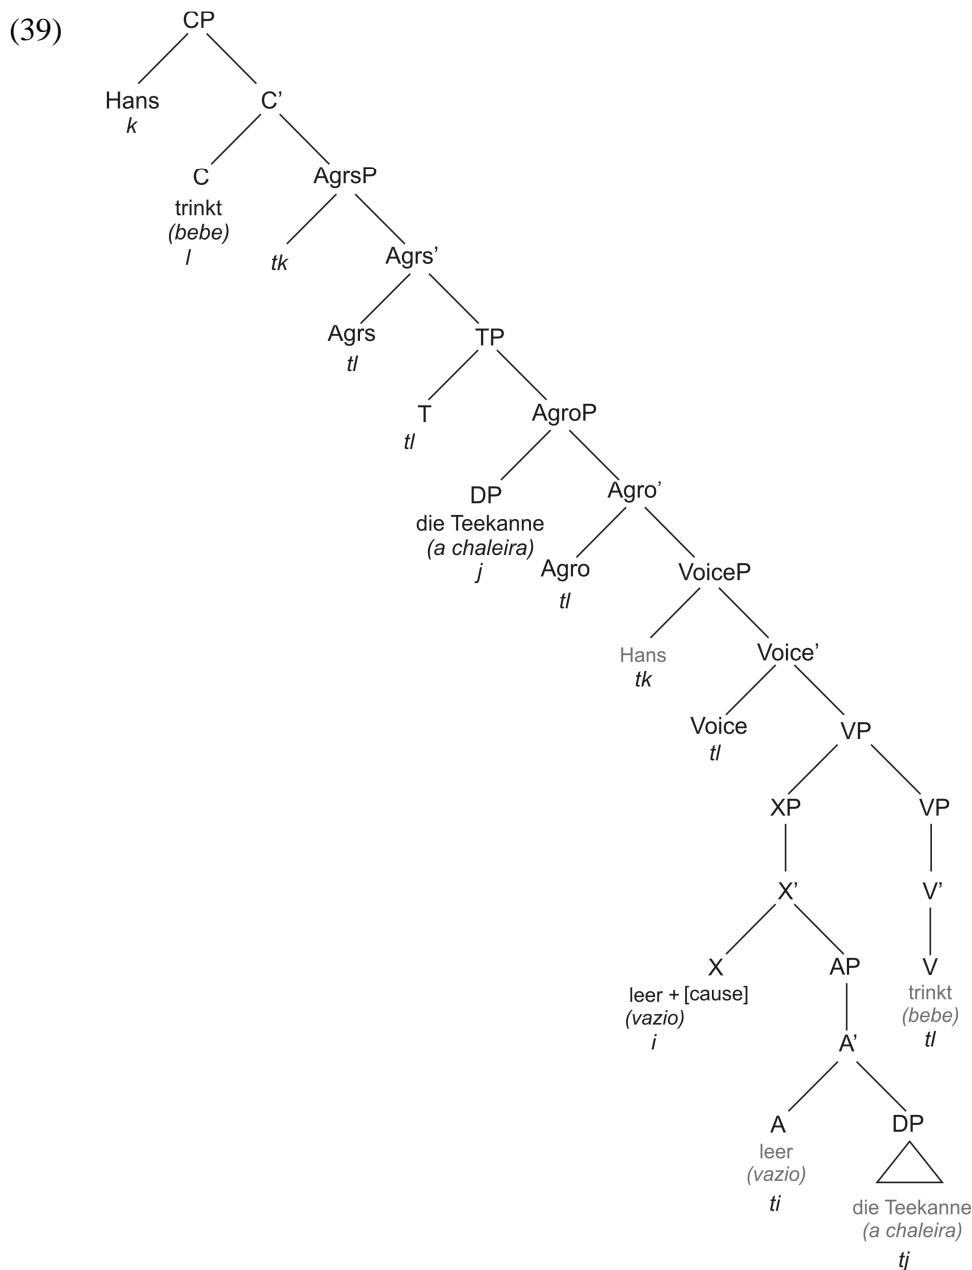 (39)
CP
Hans
k
C’
C
trinkt
(bebe)
l
AgrsP
tk
Agrs’
Agrs
tl
TP
T
tl
AgroP
DP
die Teekanne
(a chaleira)
j
Agro’
Agro
tl
VoiceP
Hans
tk
Voice’
Voice
tl
VP
XP
VP
X’
V’
X
leer + [cause]
(vazio)
i
AP
V
trinkt
(bebe)
tl
A’
A
leer
(vazio)
ti
DP
die Teekanne
(a chaleira)
tj